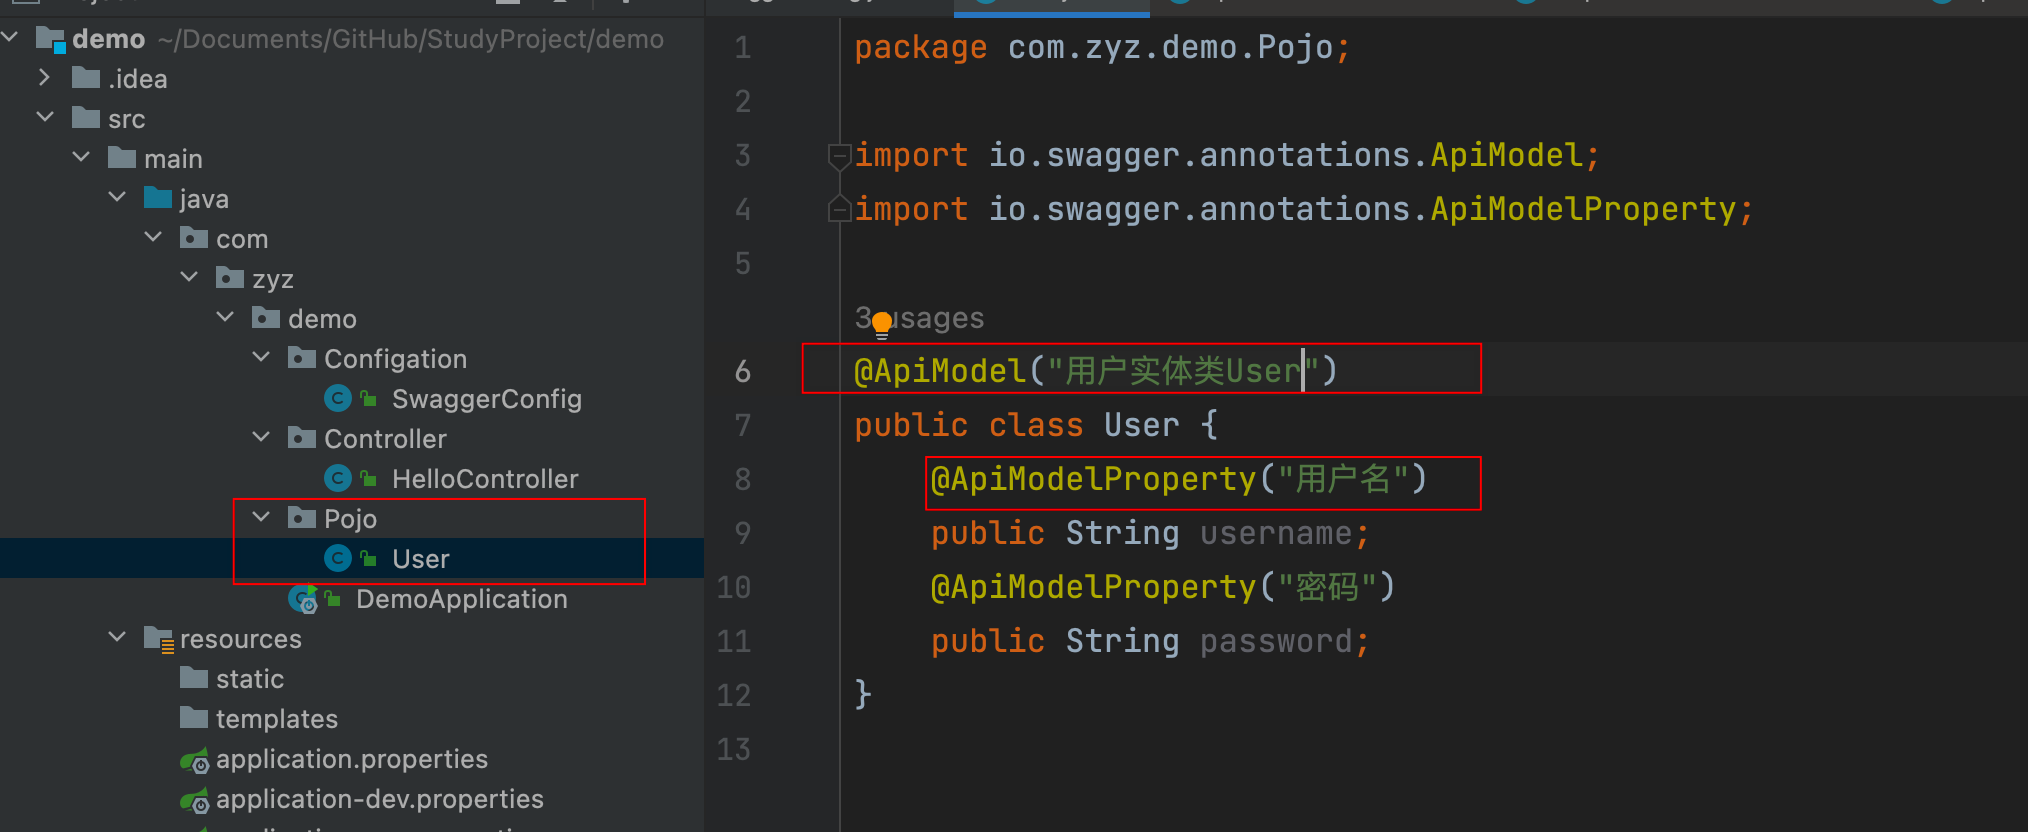 demo ~/Documents/GitHub/StudyProject/demo
.idea
src
main
java
com
zyz
demo
Configation
SwaggerConfig
Controller
HelloController
Pojo
User
DemoApplication
resources
static
templates
application.properties
application-dev.properties
1 package com.zyz.demo.Pojo;
2
3 import io.swagger.annotations.ApiModel;
4 import io.swagger.annotations.ApiModelProperty;
5
3 usages
6 @ApiModel("用户实体类User")
7 public class User {
8 @ApiModelProperty("用户名")
9 public String username;
10 @ApiModelProperty("密码")
11 public String password;
12 }
13